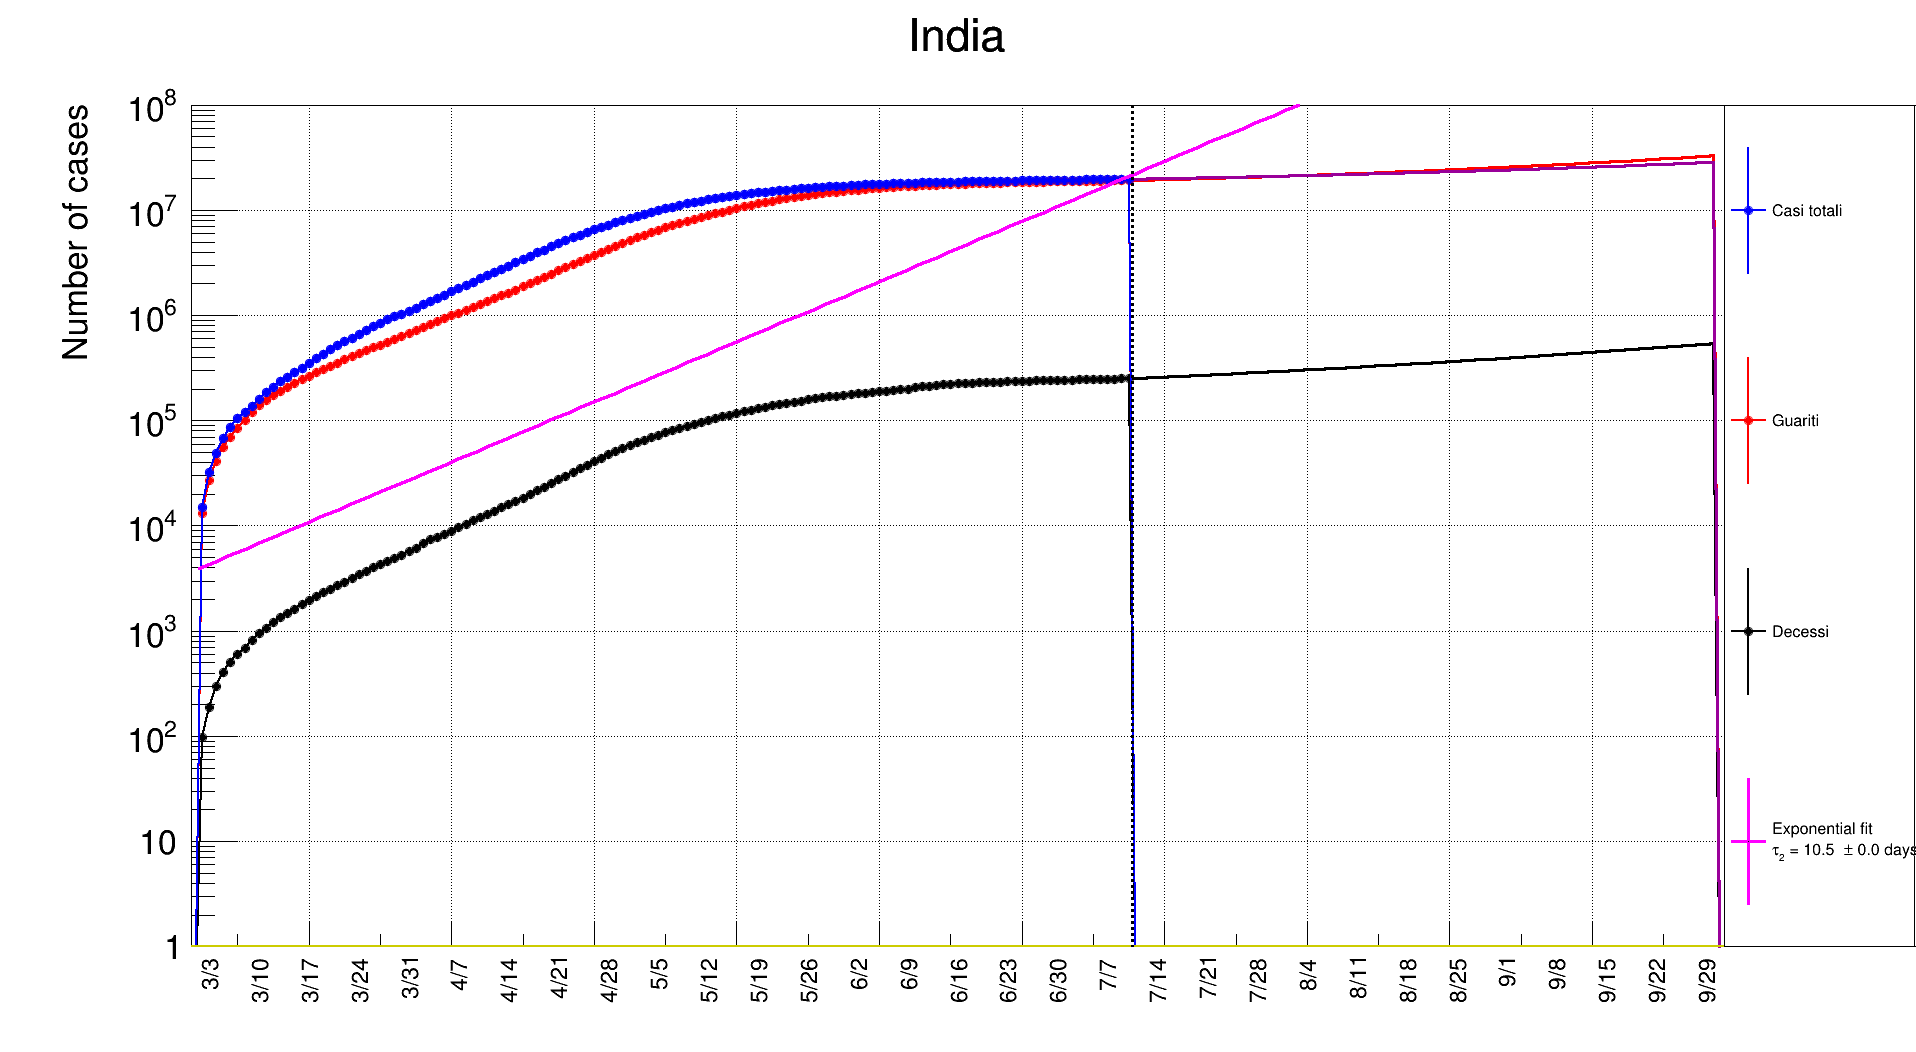 India
Number of cases
10^8
10^7
10^6
10^5
10^4
10^3
10^2
10
1
3/3 3/10 3/17 3/24 3/31 4/7 4/14 4/21 4/28 5/5 5/12 5/19 5/26 6/2 6/9 6/16 6/23 6/30 7/7 7/14 7/21 7/28 8/4 8/11 8/18 8/25 9/1 9/8 9/15 9/22 9/29
Casi totali
Guariti
Decessi
Exponential fit
τ_2 = 10.5 ± 0.0 days